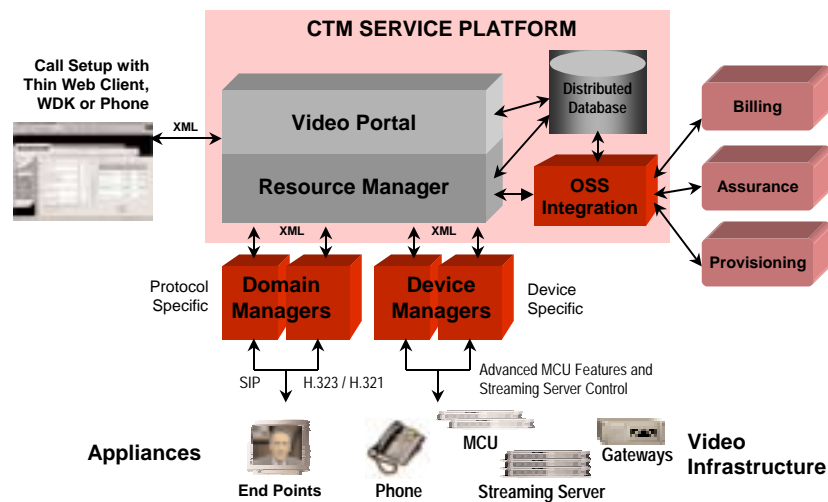 CTM SERVICE PLATFORM
Call Setup with
Thin Web Client,
WDK or Phone
XML
Video Portal
Resource Manager
Distributed
Database
OSS
Integration
Billing
Assurance
Provisioning
XML
XML
Protocol
Specific
Domain
Managers
Device
Managers
Device
Specific
SIP
H.323 / H.321
Advanced MCU Features and
Streaming Server Control
Appliances
End Points
Phone
MCU
Streaming Server
Gateways
Video
Infrastructure